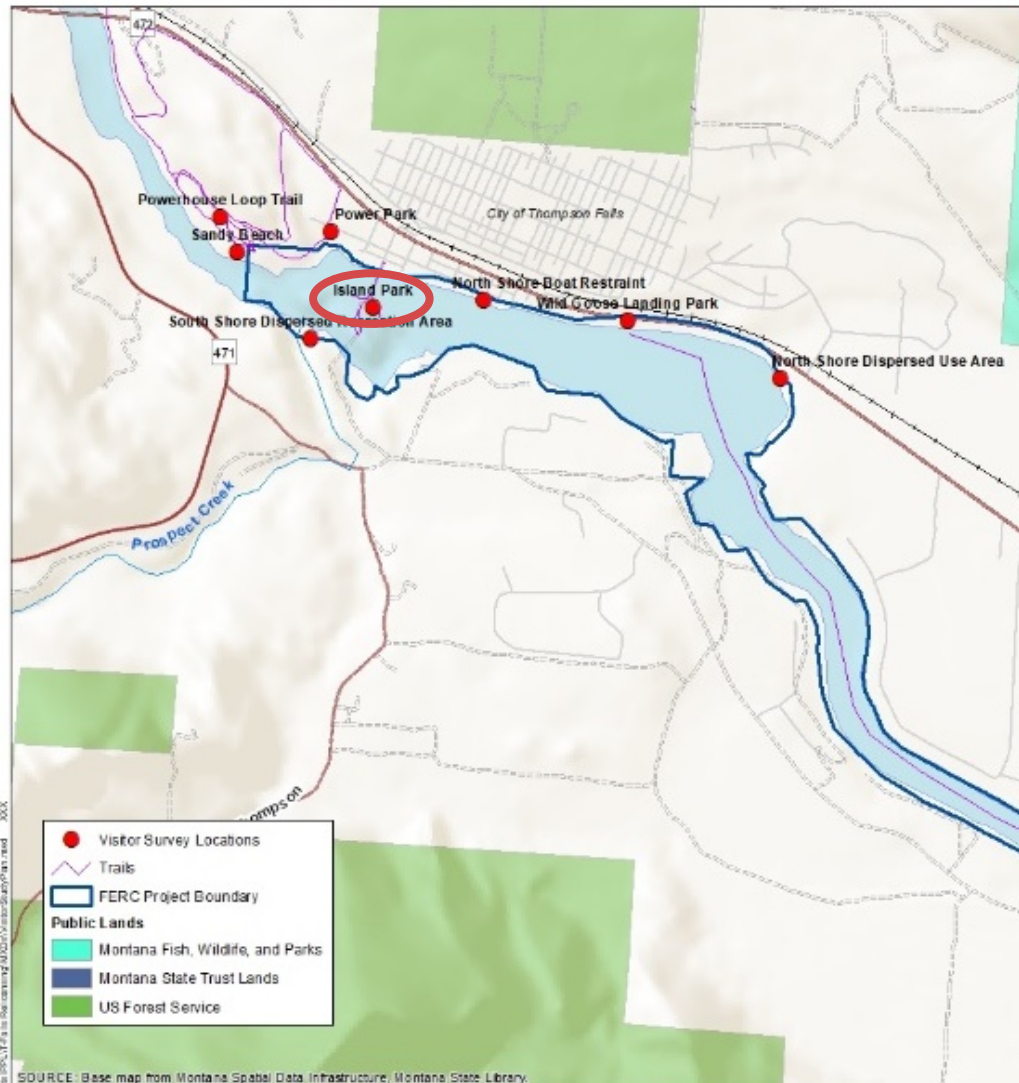 472
Powerhouse Loop Trail
Power Park
City of Thompson Falls
Sandy Beach
Island Park
North Shore Boat Restraint
Wild Goose Landing Park
South Shore Dispersed Recreation Area
471
North Shore Dispersed Use Area
Prospect Creek
Visitor Survey Locations
Trails
FERC Project Boundary
Public Lands
Montana Fish, Wildlife, and Parks
Montana State Trust Lands
US Forest Service
XXX
SOURCE: Base map from Montana Spatial Data Infrastructure, Montana State Library.